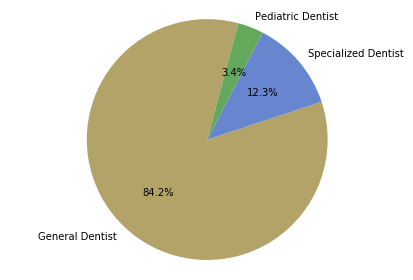 Pediatric Dentist
Specialized Dentist
3.4%
12.3%
84.2%
General Dentist